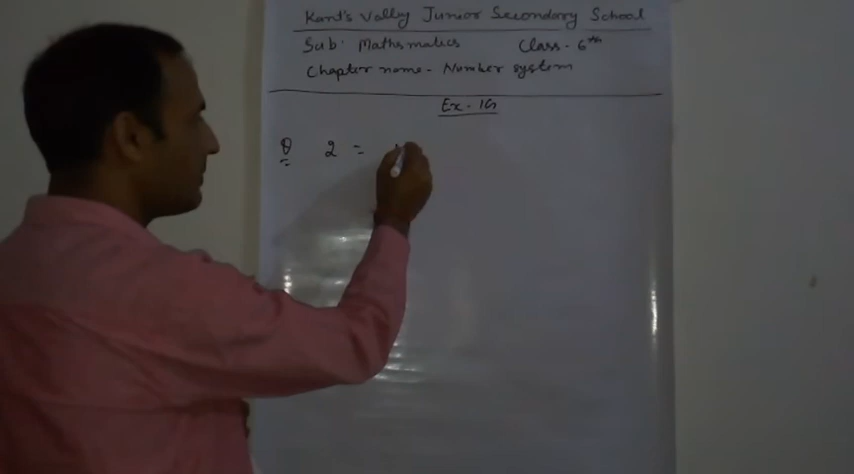 Kant's Valley Junior Secondary School
Sub. Mathematics Class - 6th
Chapter name - Number system
Ex - 1G
Q 2 =